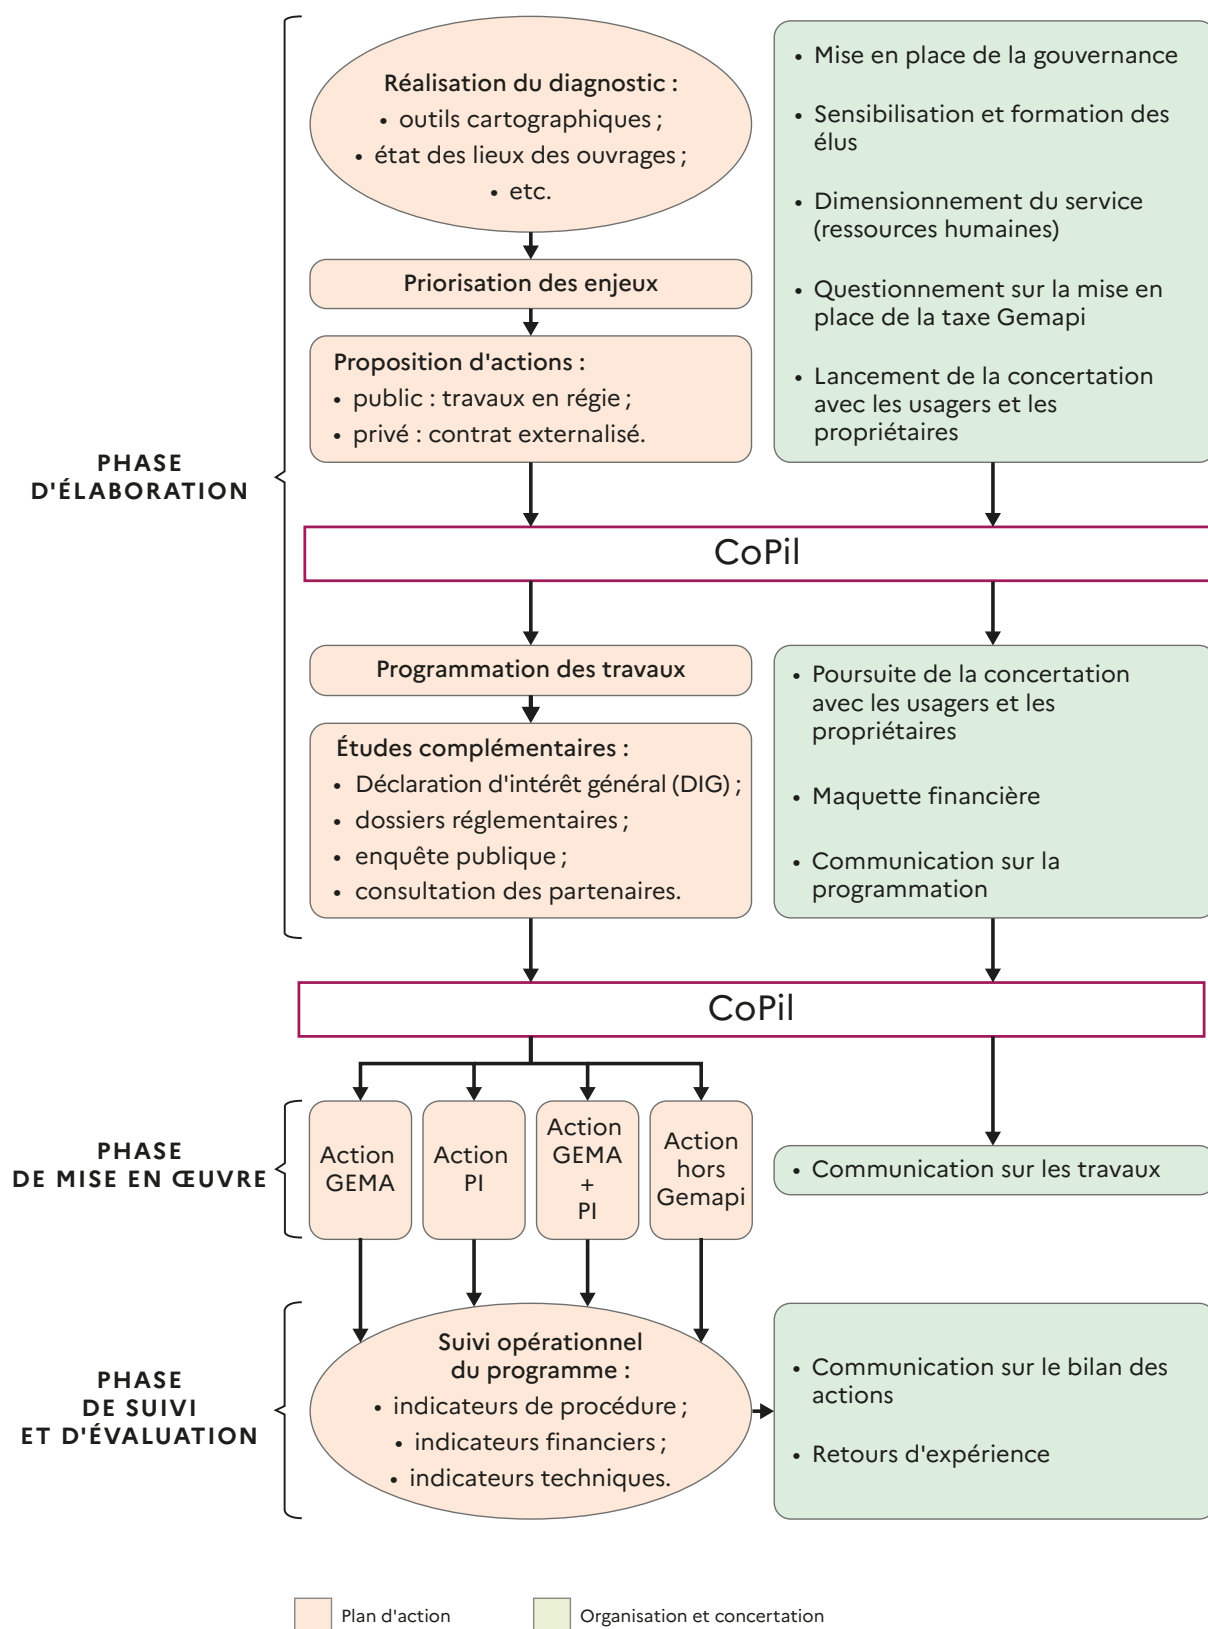 Réalisation du diagnostic :
• outils cartographiques ;
• état des lieux des ouvrages ;
• etc.
Priorisation des enjeux
Proposition d'actions :
• public : travaux en régie ;
• privé : contrat externalisé.
• Mise en place de la gouvernance
• Sensibilisation et formation des
élus
• Dimensionnement du service
(ressources humaines)
• Questionnement sur la mise en
place de la taxe Gemapi
• Lancement de la concertation
avec les usagers et les
propriétaires
PHASE
D'ÉLABORATION
CoPil
Programmation des travaux
Études complémentaires :
• Déclaration d'intérêt général (DIG) ;
• dossiers réglementaires ;
• enquête publique ;
• consultation des partenaires.
• Poursuite de la concertation
avec les usagers et les
propriétaires
• Maquette financière
• Communication sur la
programmation
CoPil
PHASE
DE MISE EN ŒUVRE
Action
GEMA
Action
PI
Action
GEMA
+
PI
Action
hors
Gemapi
• Communication sur les travaux
PHASE
DE SUIVI
ET D'ÉVALUATION
Suivi opérationnel
du programme :
• indicateurs de procédure ;
• indicateurs financiers ;
• indicateurs techniques.
• Communication sur le bilan des
actions
• Retours d'expérience
Plan d'action
Organisation et concertation